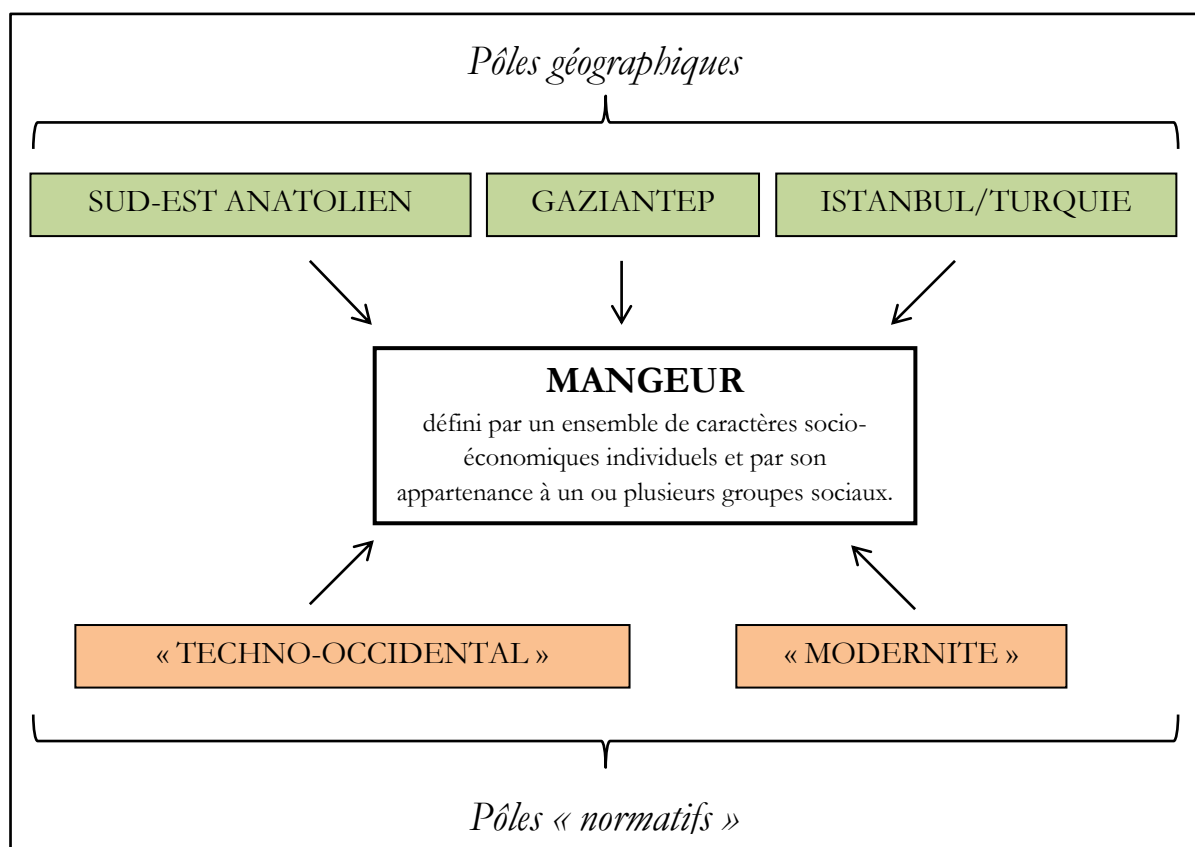 Pôles géographiques
SUD-EST ANATOLIEN
GAZIANTEP
ISTANBUL/TURQUIE
MANGEUR
défini par un ensemble de caractères socio-
économiques individuels et par son
appartenance à un ou plusieurs groupes sociaux.
« TECHNO-OCCIDENTAL »
« MODERNITE »
Pôles « normatifs »